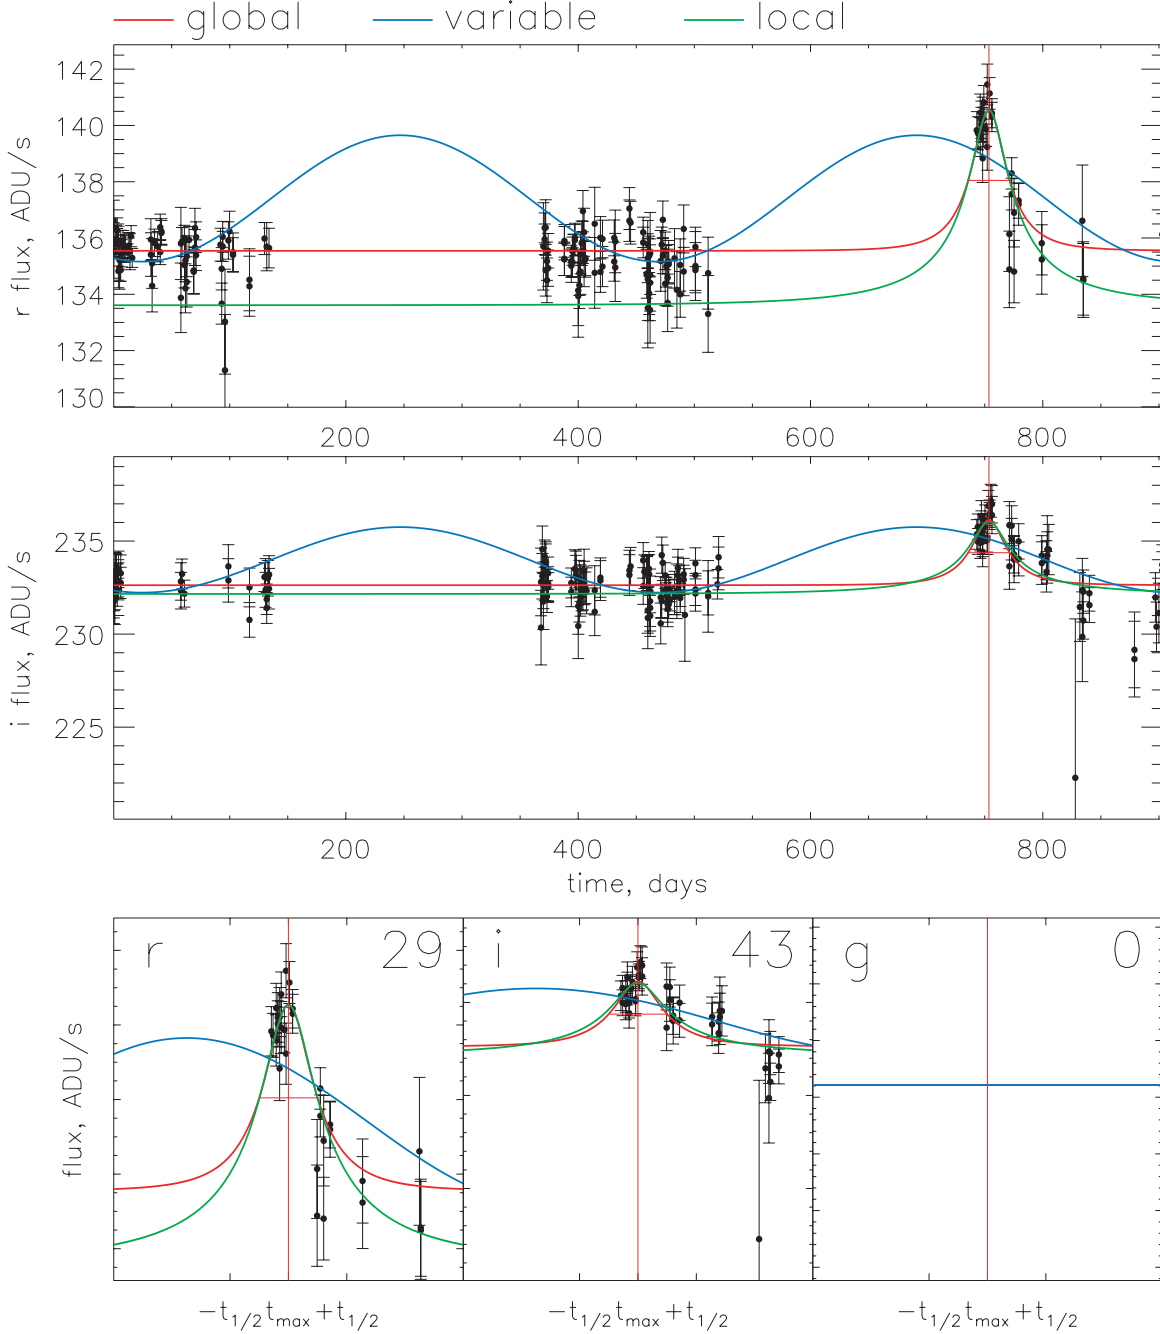 global variable local
142
140
138
136
134
132
130
r flux, ADU/s
200 400 600 800
235
230
225
i flux, ADU/s
200 400 600 800
time, days
r 29 i 43 g 0
flux, ADU/s
−t1/2 tmax +t1/2 −t1/2 tmax +t1/2 −t1/2 tmax +t1/2